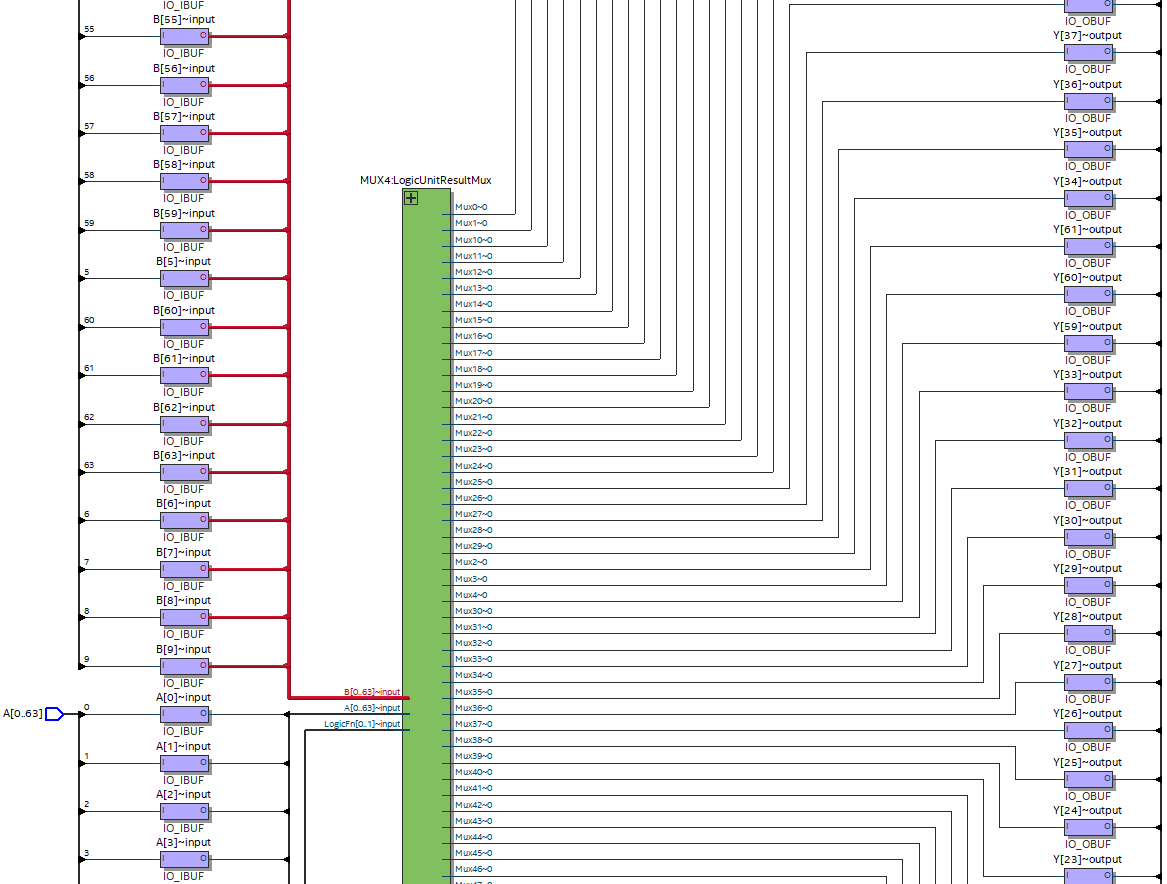 IO_IBUF
B[55]~input
55
I
O
IO_IBUF
B[56]~input
56
I
O
IO_IBUF
B[57]~input
57
I
O
IO_IBUF
B[58]~input
58
I
O
IO_IBUF
B[59]~input
59
I
O
IO_IBUF
B[5]~input
5
I
O
IO_IBUF
B[60]~input
60
I
O
IO_IBUF
B[61]~input
61
I
O
IO_IBUF
B[62]~input
62
I
O
IO_IBUF
B[63]~input
63
I
O
IO_IBUF
B[6]~input
6
I
O
IO_IBUF
B[7]~input
7
I
O
IO_IBUF
B[8]~input
8
I
O
IO_IBUF
B[9]~input
9
I
O
IO_IBUF
A[0..63]
A[0]~input
0
I
O
IO_IBUF
A[1]~input
1
I
O
IO_IBUF
A[2]~input
2
I
O
IO_IBUF
A[3]~input
3
I
O
IO_IBUF
MUX4:LogicUnitResultMux
B[0..63]~input
A[0..63]~input
LogicFn[0..1]~input
Mux0~0
Mux1~0
Mux10~0
Mux11~0
Mux12~0
Mux13~0
Mux14~0
Mux15~0
Mux16~0
Mux17~0
Mux18~0
Mux19~0
Mux20~0
Mux21~0
Mux22~0
Mux23~0
Mux24~0
Mux25~0
Mux26~0
Mux27~0
Mux28~0
Mux29~0
Mux2~0
Mux3~0
Mux4~0
Mux30~0
Mux31~0
Mux32~0
Mux33~0
Mux34~0
Mux35~0
Mux36~0
Mux37~0
Mux38~0
Mux39~0
Mux40~0
Mux41~0
Mux42~0
Mux43~0
Mux44~0
Mux45~0
Mux46~0
I
O
IO_OBUF
Y[37]~output
I
O
IO_OBUF
Y[36]~output
I
O
IO_OBUF
Y[35]~output
I
O
IO_OBUF
Y[34]~output
I
O
IO_OBUF
Y[61]~output
I
O
IO_OBUF
Y[60]~output
I
O
IO_OBUF
Y[59]~output
I
O
IO_OBUF
Y[33]~output
I
O
IO_OBUF
Y[32]~output
I
O
IO_OBUF
Y[31]~output
I
O
IO_OBUF
Y[30]~output
I
O
IO_OBUF
Y[29]~output
I
O
IO_OBUF
Y[28]~output
I
O
IO_OBUF
Y[27]~output
I
O
IO_OBUF
Y[26]~output
I
O
IO_OBUF
Y[25]~output
I
O
IO_OBUF
Y[24]~output
I
O
IO_OBUF
Y[23]~output
I
O